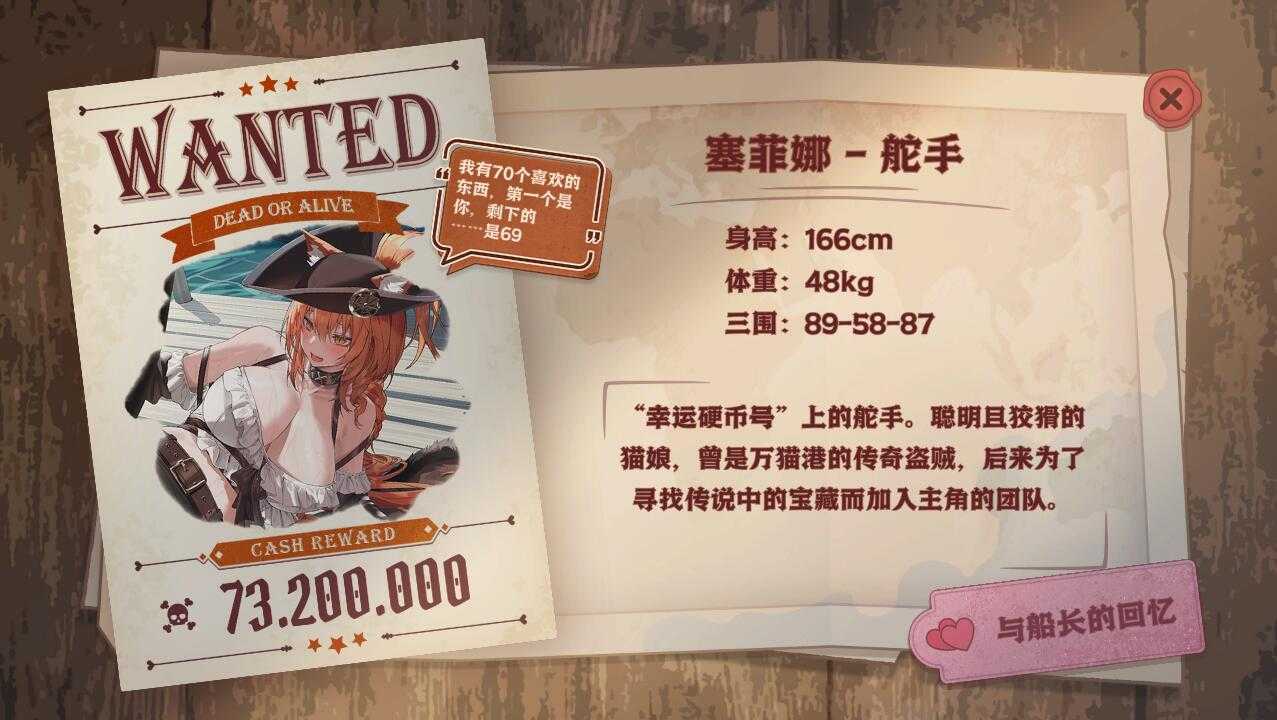 WANTED
DEAD OR ALIVE
我有70个喜欢的
东西，第一个是
你，剩下的
……是69
CASH REWARD
73.200.000
塞菲娜 - 舵手
身高：166cm
体重：48kg
三围：89-58-87
“幸运硬币号”上的舵手。聪明且狡猾的
猫娘，曾是万猫港的传奇盗贼，后来为了
寻找传说中的宝藏而加入主角的团队。
与船长的回忆